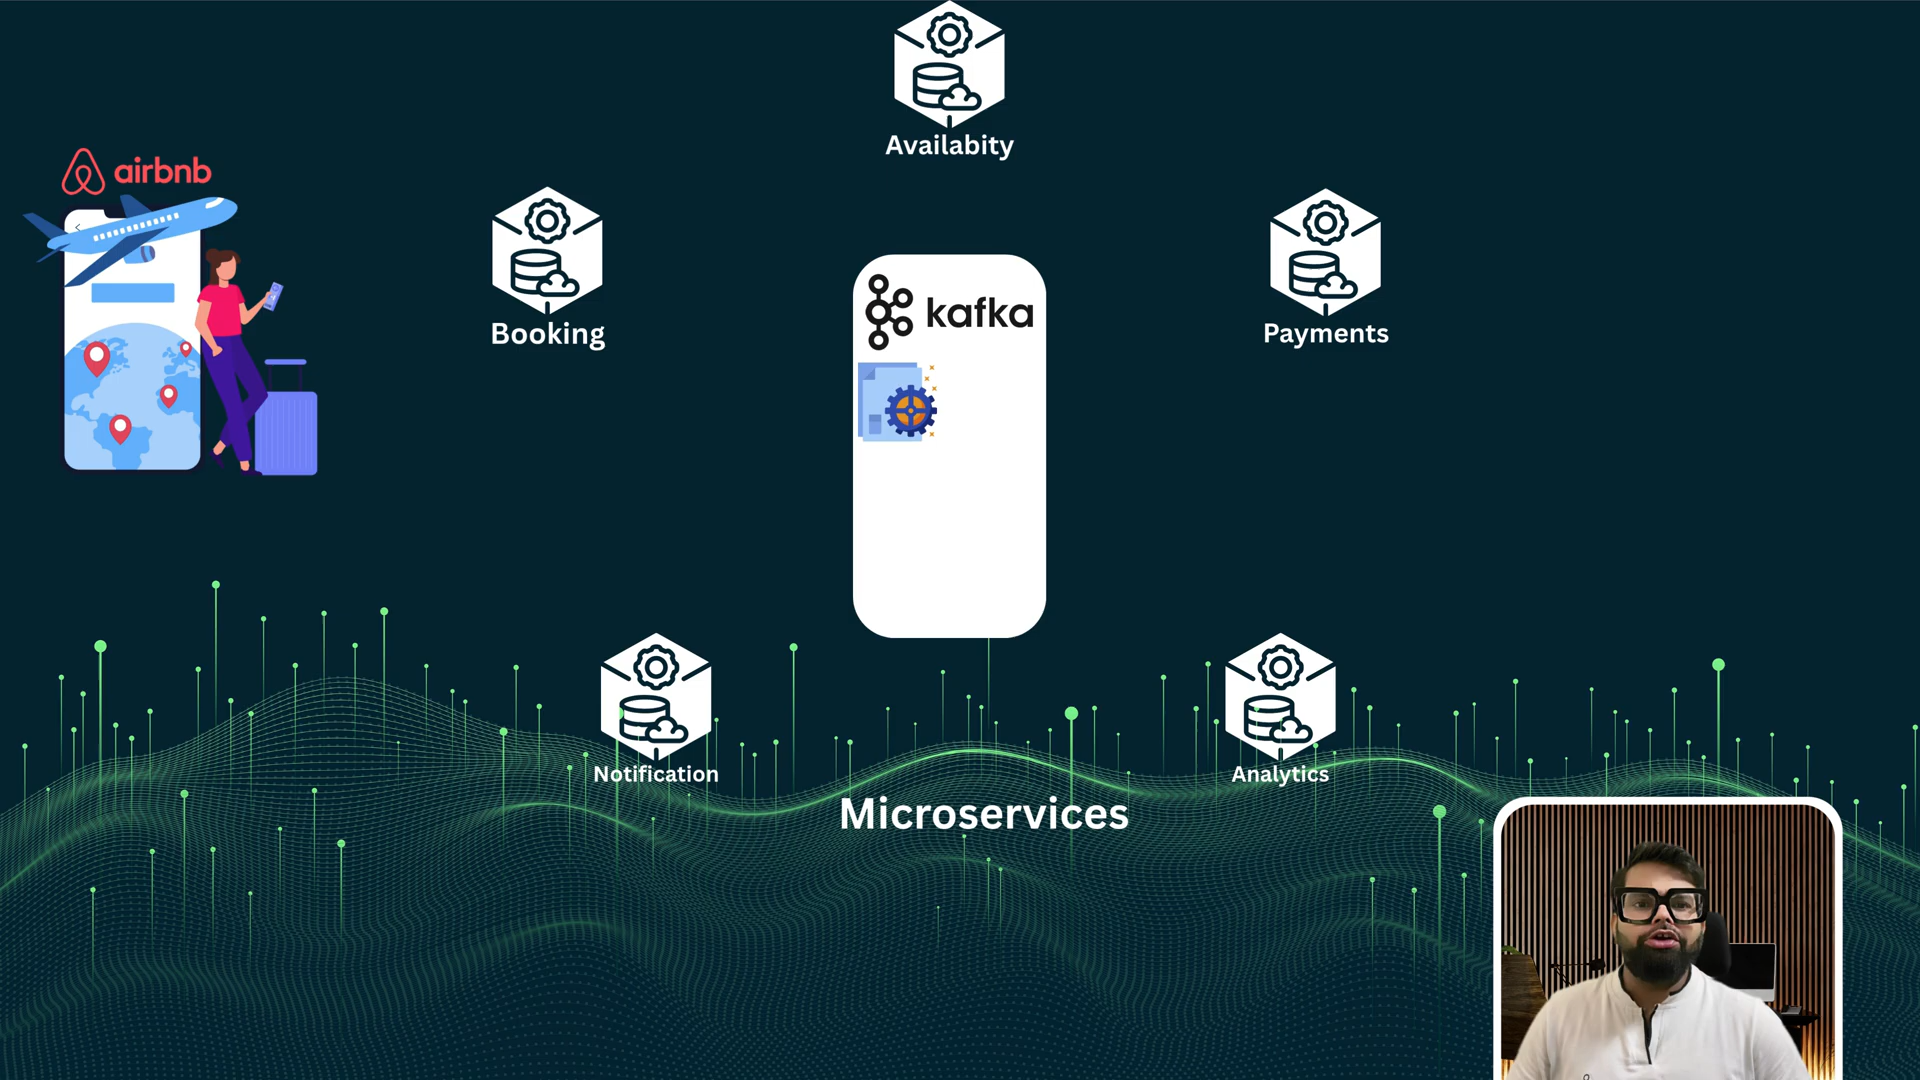 Availabity
airbnb
Booking
Payments
kafka
Notification
Analytics
Microservices